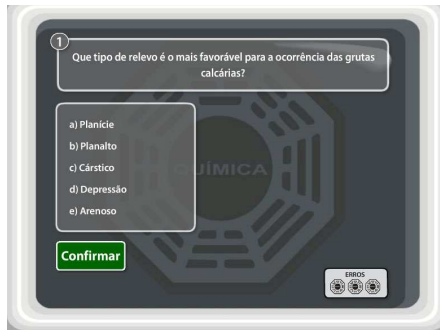 1
Que tipo de relevo é o mais favorável para a ocorrência das grutas
calcárias?
a) Planície
b) Planalto
c) Cárstico
d) Depressão
e) Arenoso
QUÍMICA
Confirmar
ERROS